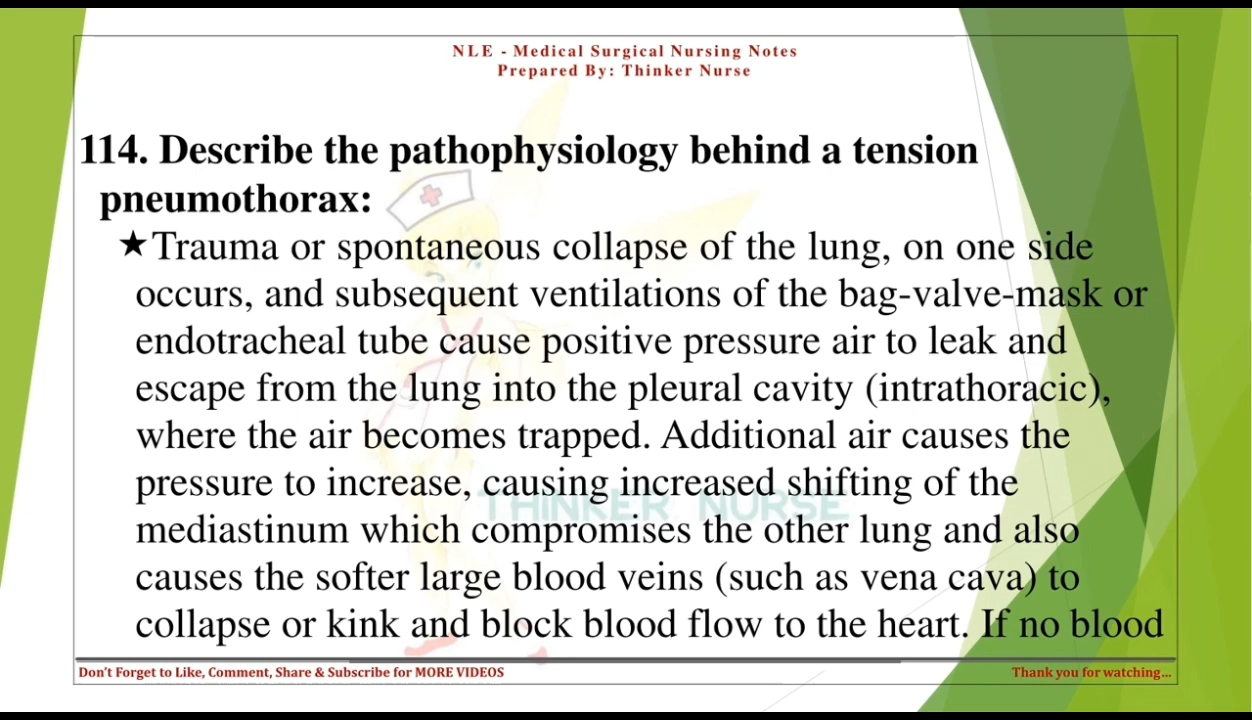 NLE - Medical Surgical Nursing Notes
Prepared By: Thinker Nurse
114. Describe the pathophysiology behind a tension
pneumothorax:
★Trauma or spontaneous collapse of the lung, on one side
occurs, and subsequent ventilations of the bag-valve-mask or
endotracheal tube cause positive pressure air to leak and
escape from the lung into the pleural cavity (intrathoracic),
where the air becomes trapped. Additional air causes the
pressure to increase, causing increased shifting of the
THINKER NURSE
mediastinum which compromises the other lung and also
causes the softer large blood veins (such as vena cava) to
collapse or kink and block blood flow to the heart. If no blood
Don't Forget to Like, Comment, Share & Subscribe for MORE VIDEOS
Thank you for watching...